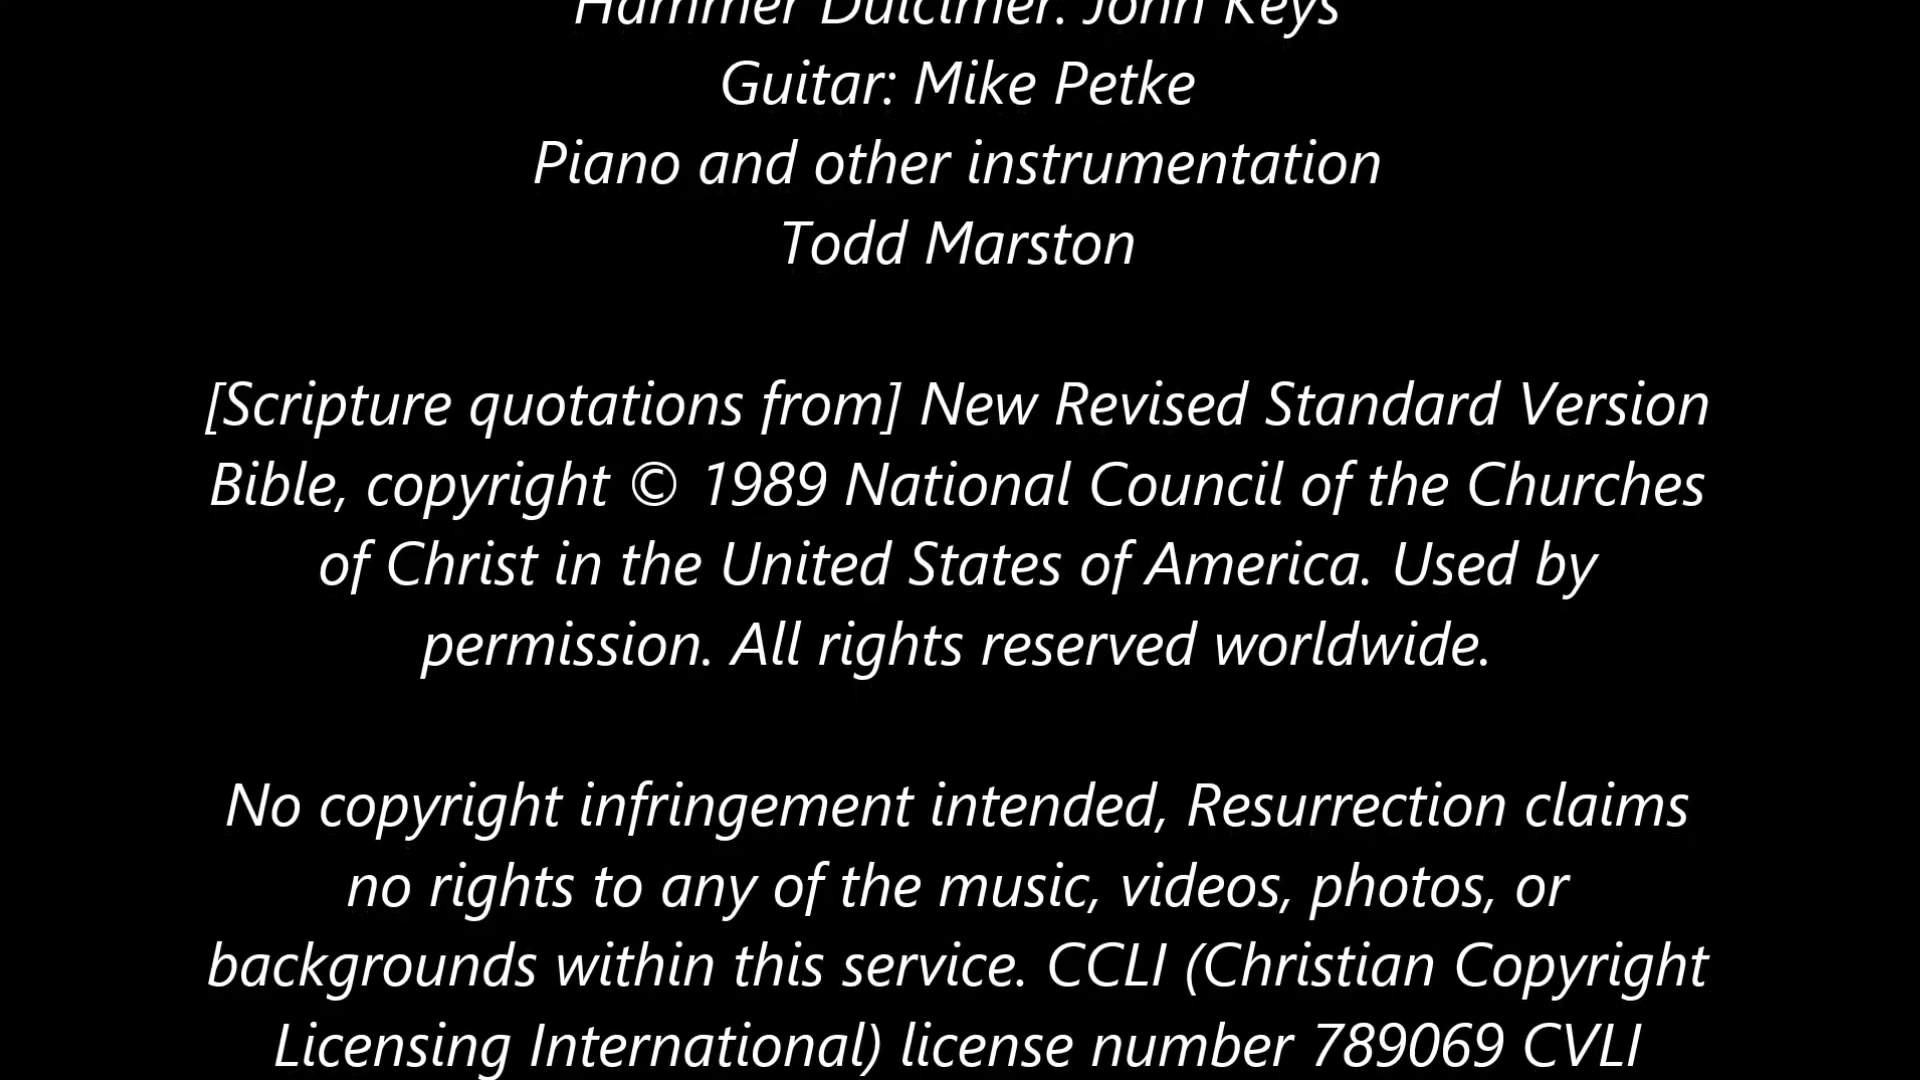 Hammer Dulcimer: John Keys
Guitar: Mike Petke
Piano and other instrumentation
Todd Marston
[Scripture quotations from] New Revised Standard Version
Bible, copyright © 1989 National Council of the Churches
of Christ in the United States of America. Used by
permission. All rights reserved worldwide.
No copyright infringement intended, Resurrection claims
no rights to any of the music, videos, photos, or
backgrounds within this service. CCLI (Christian Copyright
Licensing International) license number 789069 CVLI